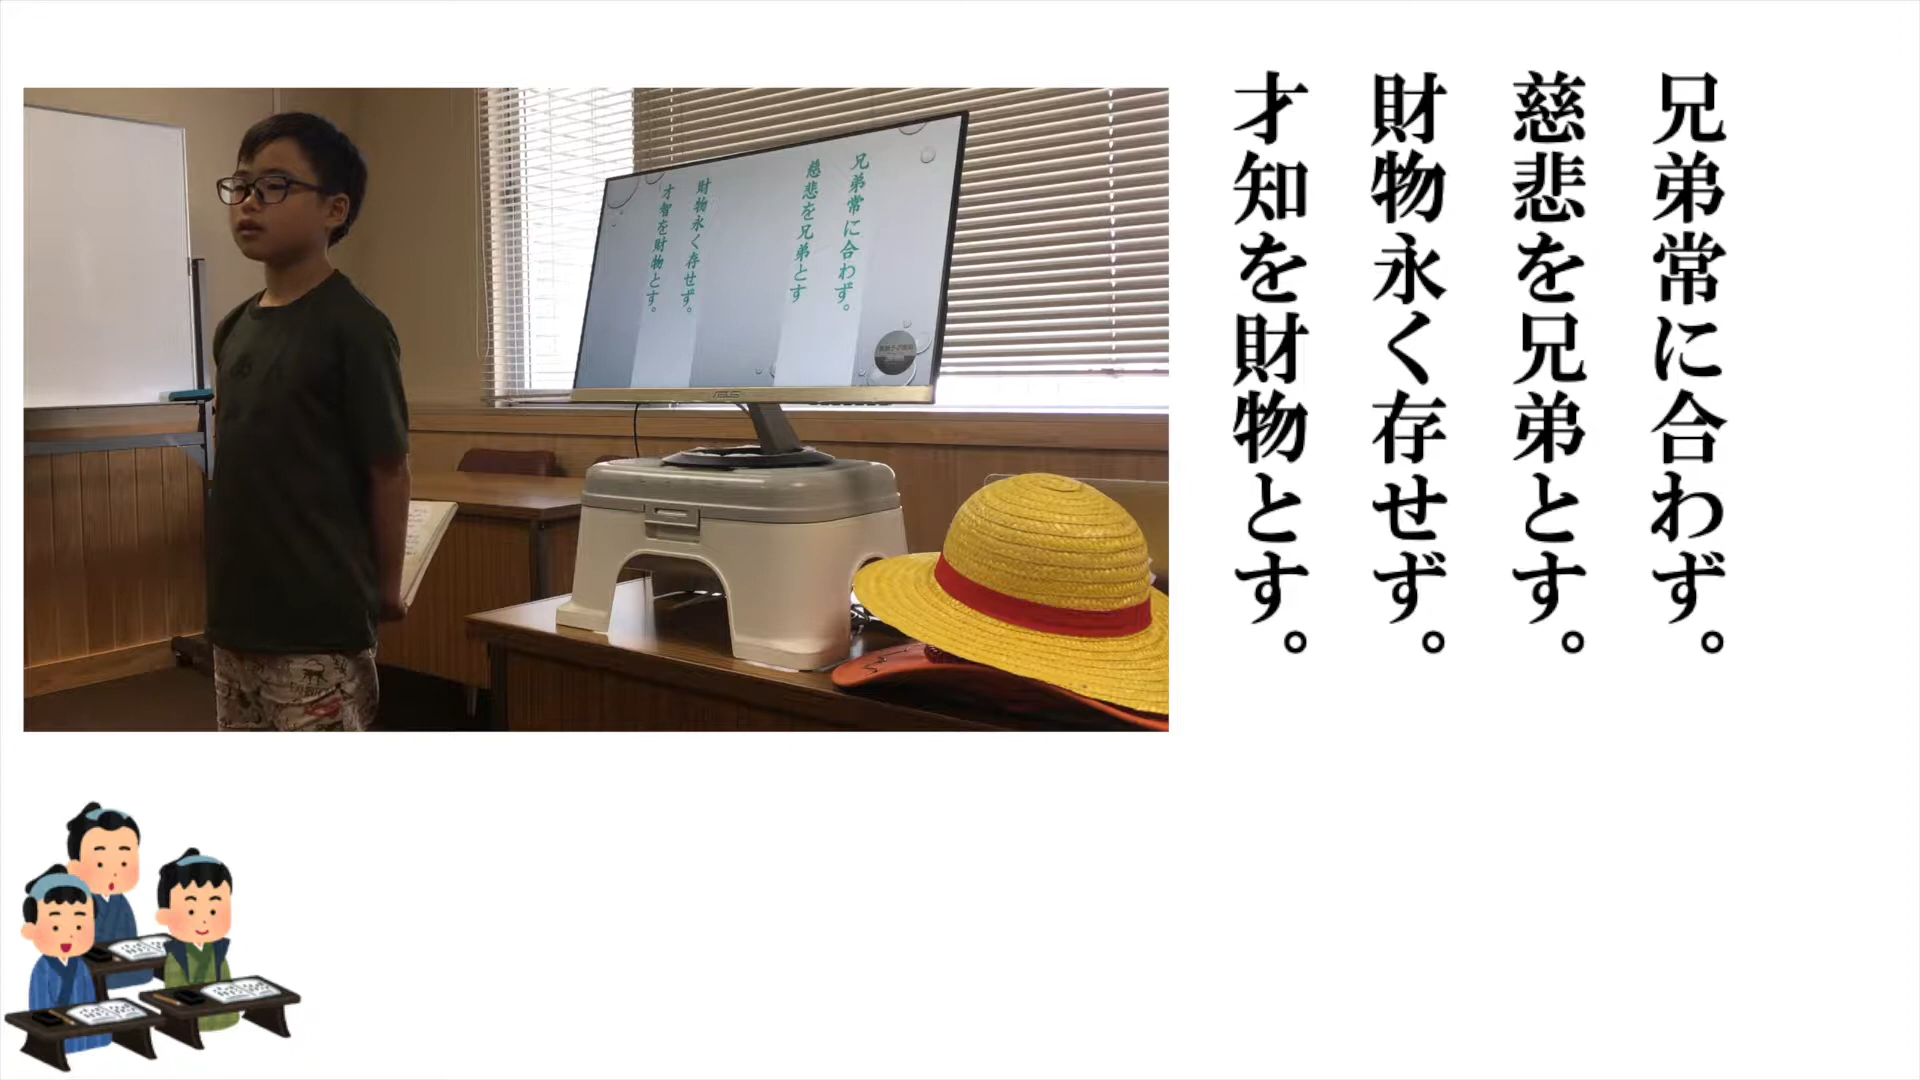 兄弟常に合わず。
慈悲を兄弟とす。
財物永く存せず。
才知を財物とす。
兄弟常に合わず。
慈悲を兄弟とす
財物永く存せず。
才智を財物とす。
ASUS